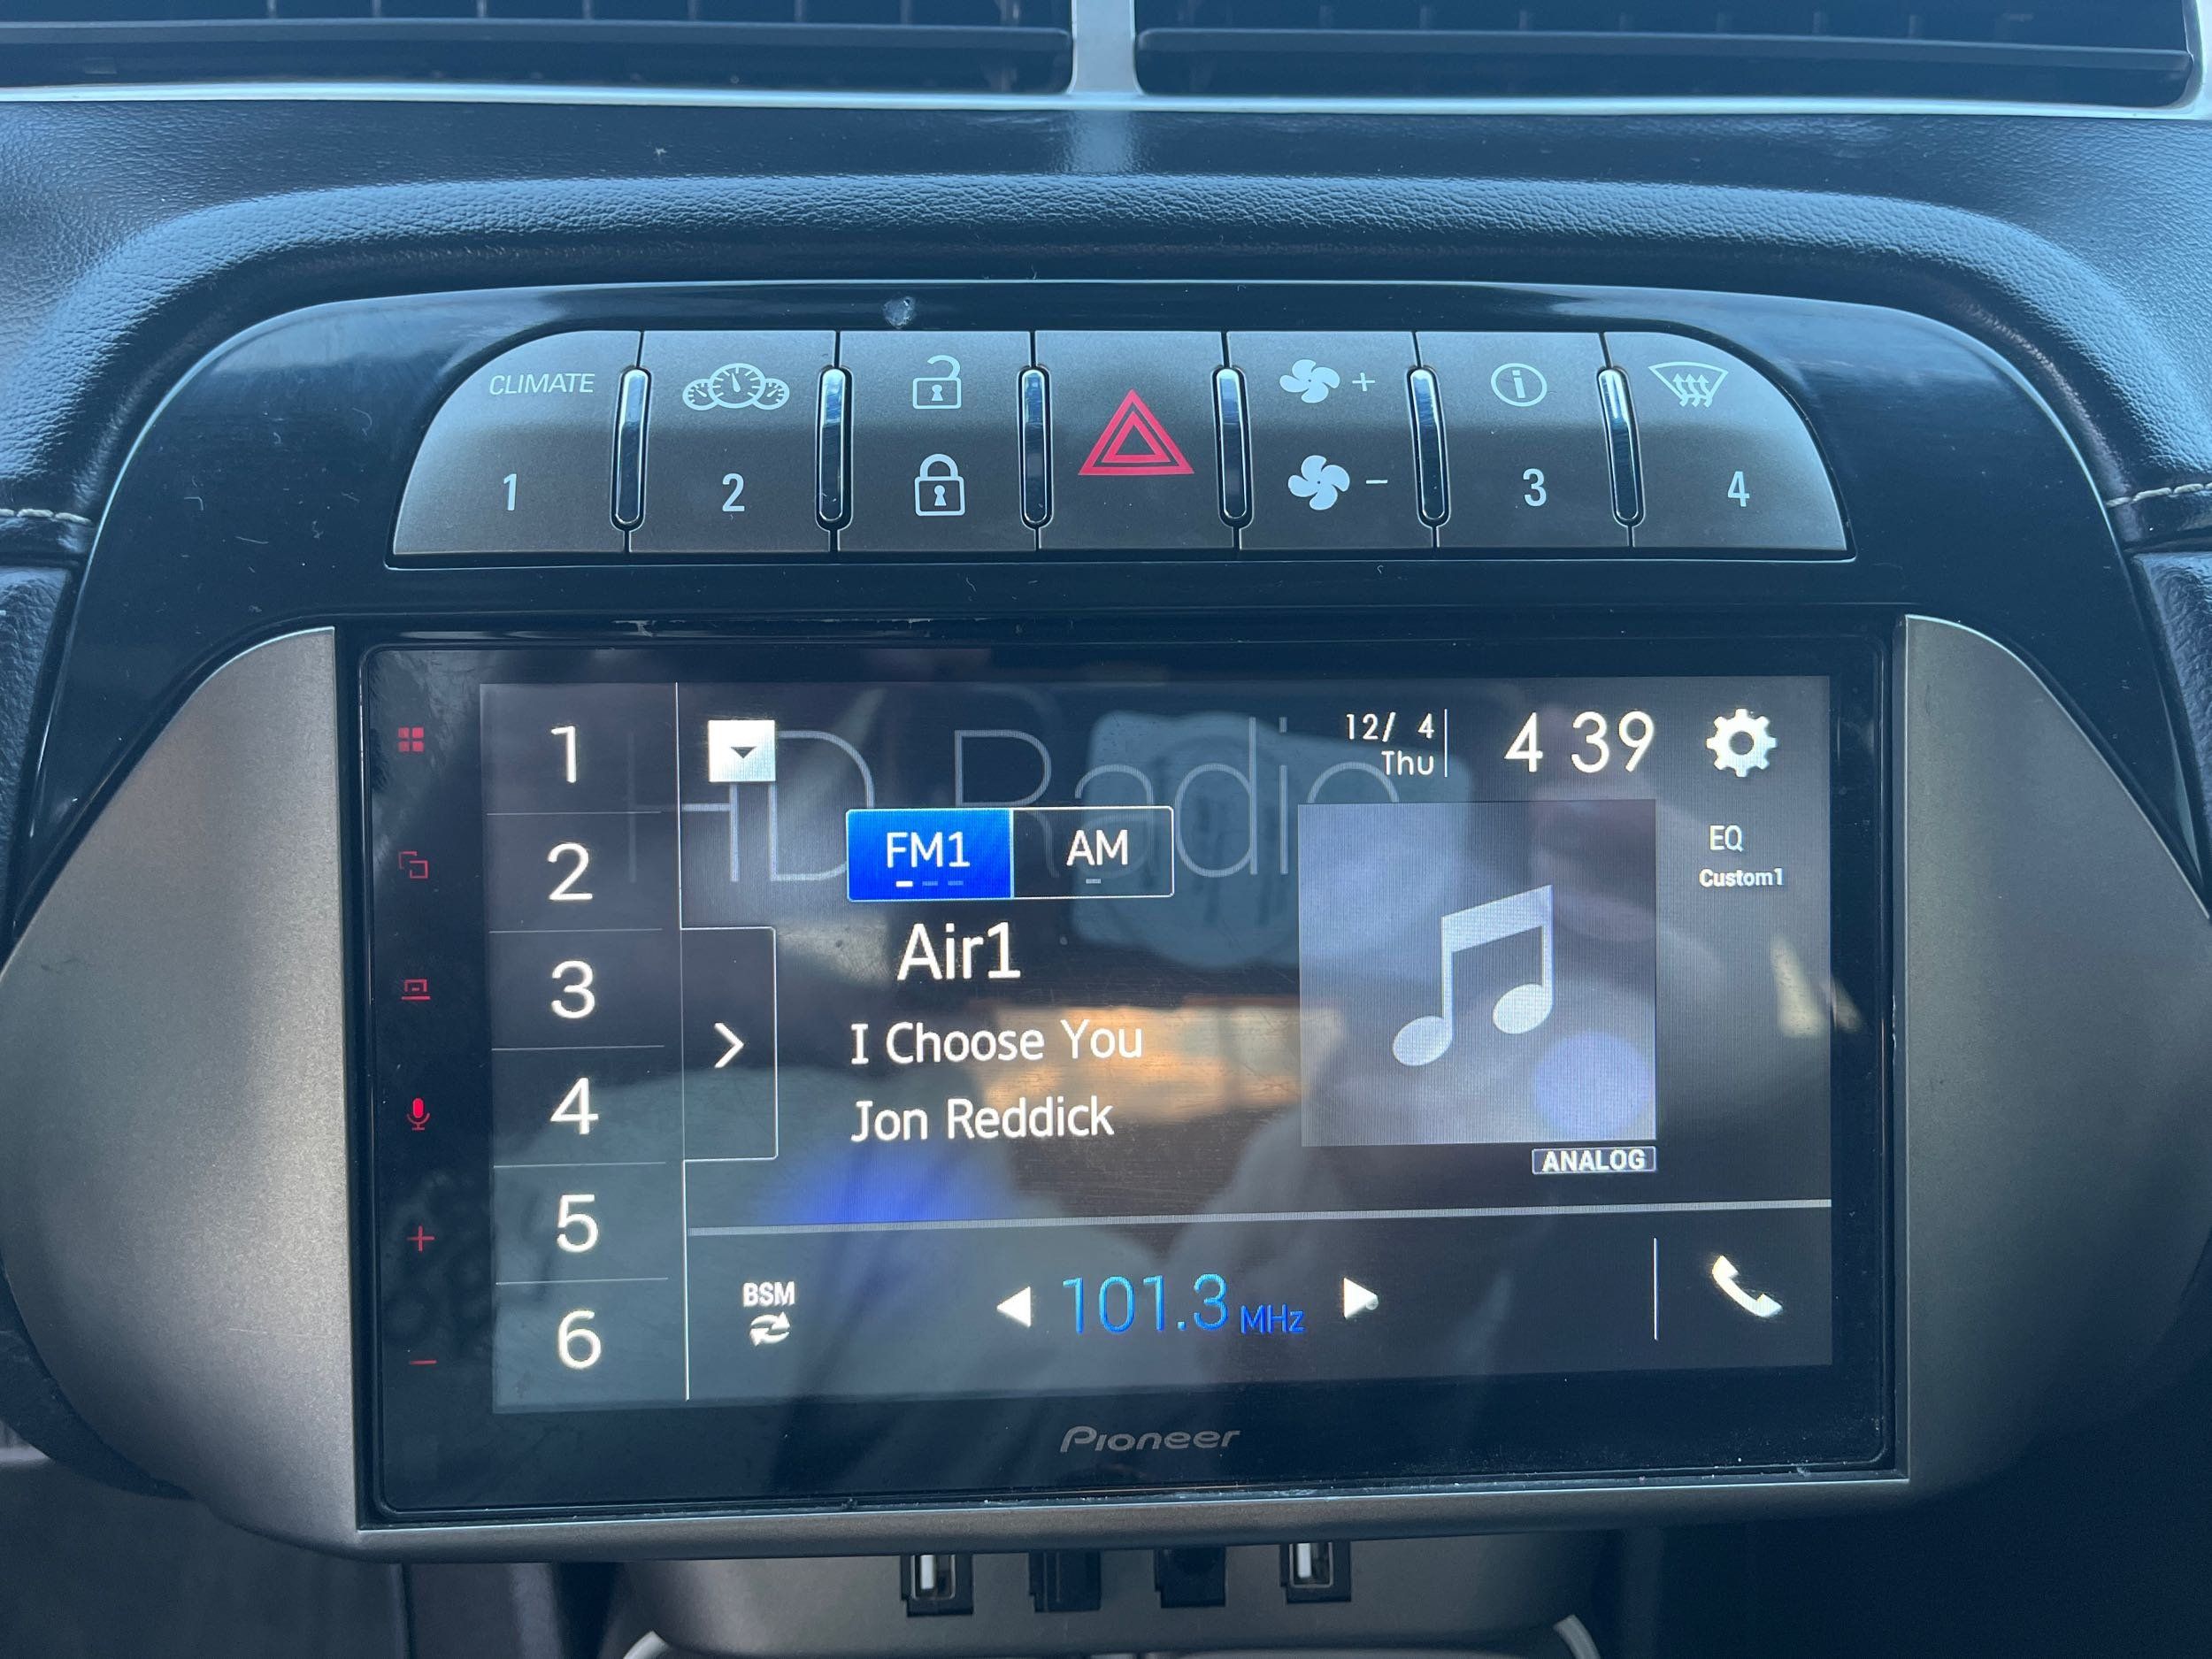 CLIMATE
1
2
+
-
3
4
1
2
3
4
5
6
HD Radio
12/ 4
Thu
4 39
FM1
AM
EQ
Custom1
Air1
I Choose You
Jon Reddick
ANALOG
BSM
101.3 MHz
Pioneer